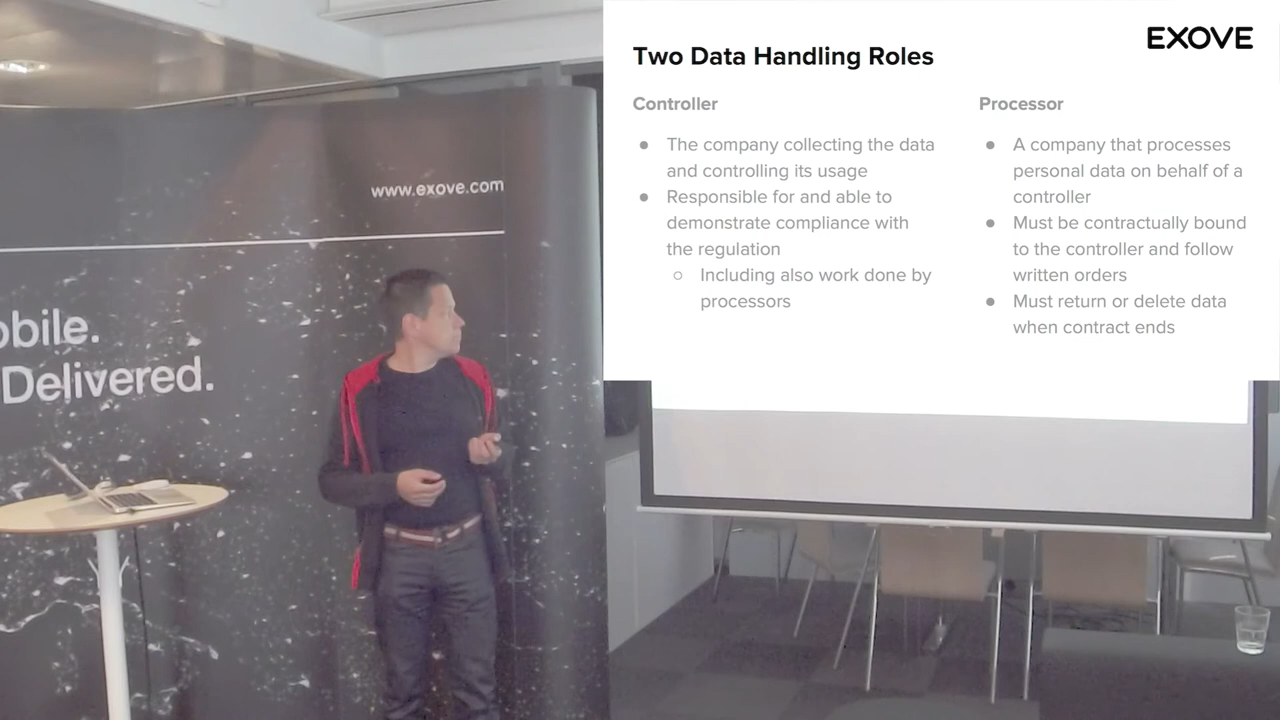 www.exove.com
obile.
Delivered.
EXOVE
Two Data Handling Roles
Controller
● The company collecting the data
and controlling its usage
● Responsible for and able to
demonstrate compliance with
the regulation
○ Including also work done by
processors
Processor
● A company that processes
personal data on behalf of a
controller
● Must be contractually bound
to the controller and follow
written orders
● Must return or delete data
when contract ends